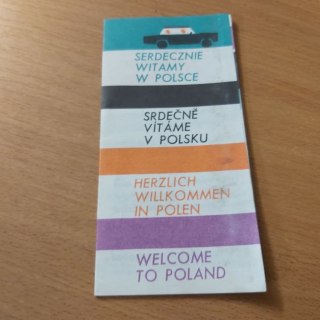 SERDECZNIE
WITAMY
W POLSCE
SRDEČNĚ
VÍTÁME
V POLSKU
HERZLICH
WILLKOMMEN
IN POLEN
WELCOME
TO POLAND